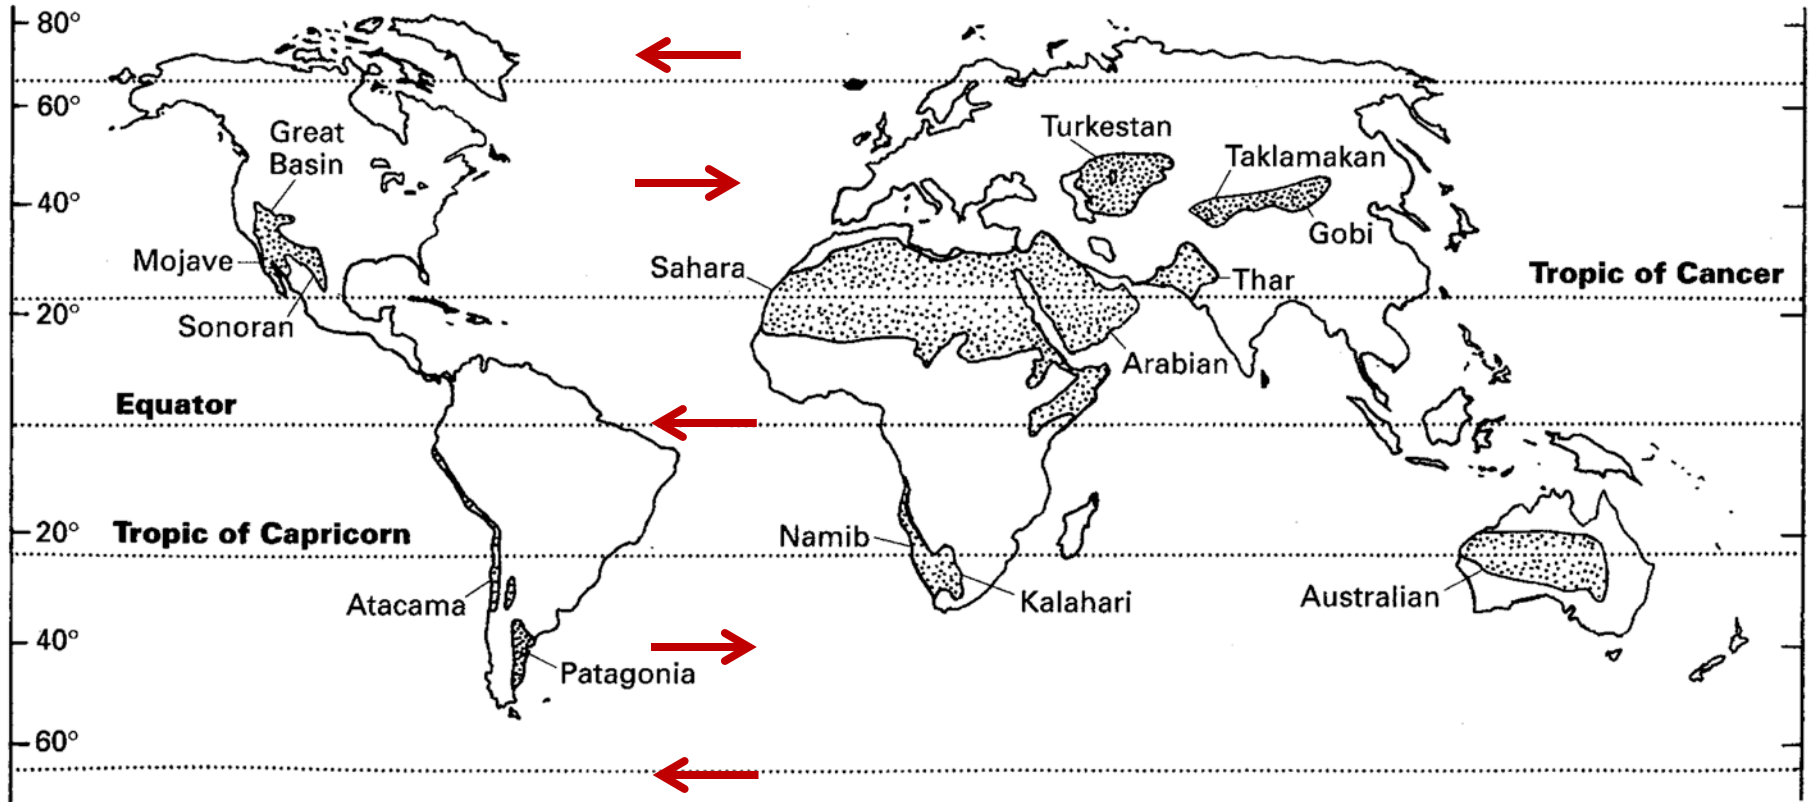 80°
60°
Great
Basin
Turkestan
Taklamakan
40°
Gobi
Mojave
Sahara
Thar
Tropic of Cancer
20°
Sonoran
Arabian
Equator
20°
Tropic of Capricorn
Namib
Atacama
Kalahari
Australian
40°
Patagonia
60°